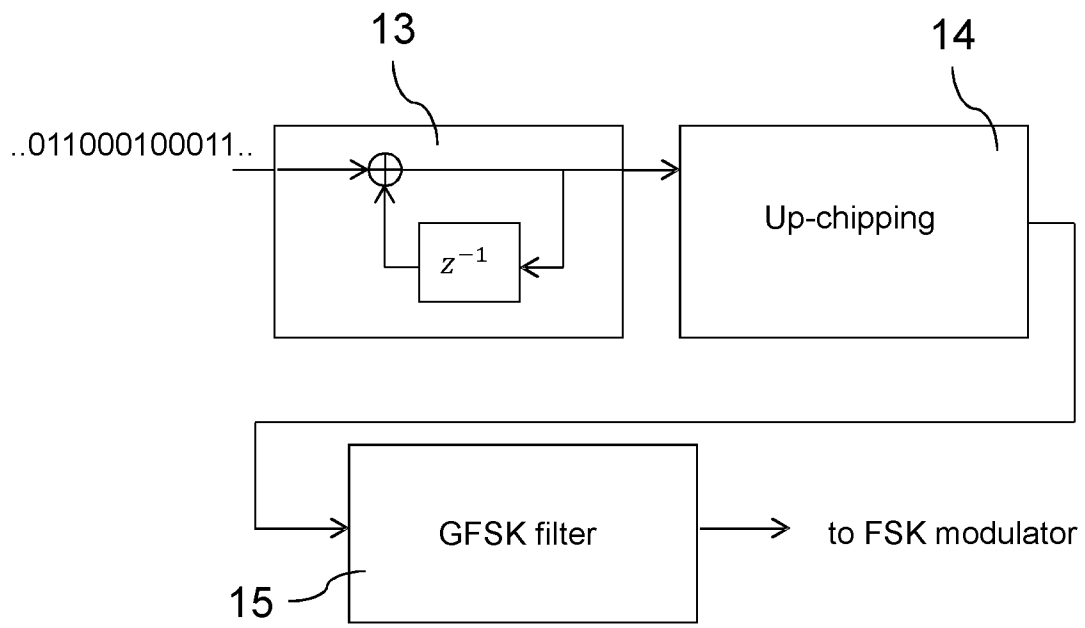 13
14
..011000100011..
Up-chipping
z⁻¹
GFSK filter
to FSK modulator
15